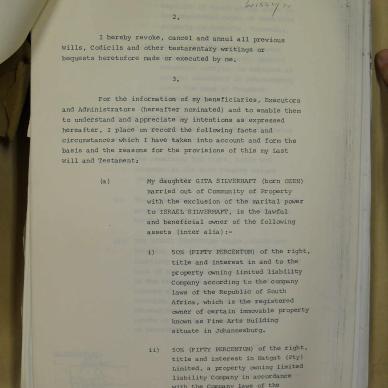 2.
I hereby revoke, cancel and annul all previous
wills, Codicils and other testamentary writings or
bequests heretofore made or executed by me.
3.
For the information of my beneficiaries, Executors
and Administrators (hereafter nominated) and to enable them
to understand and appreciate my intentions as expressed
hereafter, I place on record the following facts and
circumstances which I have taken into account and form the
basis and the reasons for the provisions of this my Last
Will and Testament:
(a) My daughter GITA SILVERHAFT (born OZEN)
married out of Community of Property
with the exclusion of the marital power
to ISRAEL SILVERHAFT, is the lawful
and beneficial owner of the following
assets (inter alia):-
i) 50% (FIFTY PERCENTUM) of the right,
title and interest in and to the
property owning limited liability
Company according to the company
laws of the Republic of South
Africa, which is the registered
owner of certain immovable property
known as Fine Arts Building
situate in Johannesburg.
ii) 50% (FIFTY PERCENTUM) of the right,
title and interest in (Pty)
Limited, a property owning limited
liability Company in accordance
with the Company laws of the